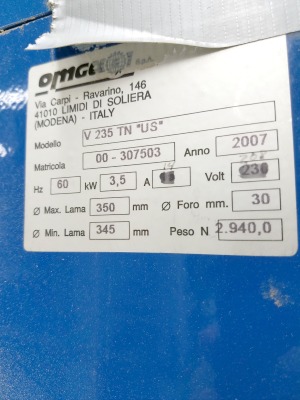 omga S.p.A.
Via Carpi - Ravarino, 146
41010 LIMIDI DI SOLIERA
(MODENA) - ITALY
Modello V 235 TN "US"
Matricola 00-307503 Anno 2007
Hz 60 kW 3,5 A Volt 230
Ø Max. Lama 350 mm Ø Foro mm. 30
Ø Min. Lama 345 mm Peso N 2.940,0